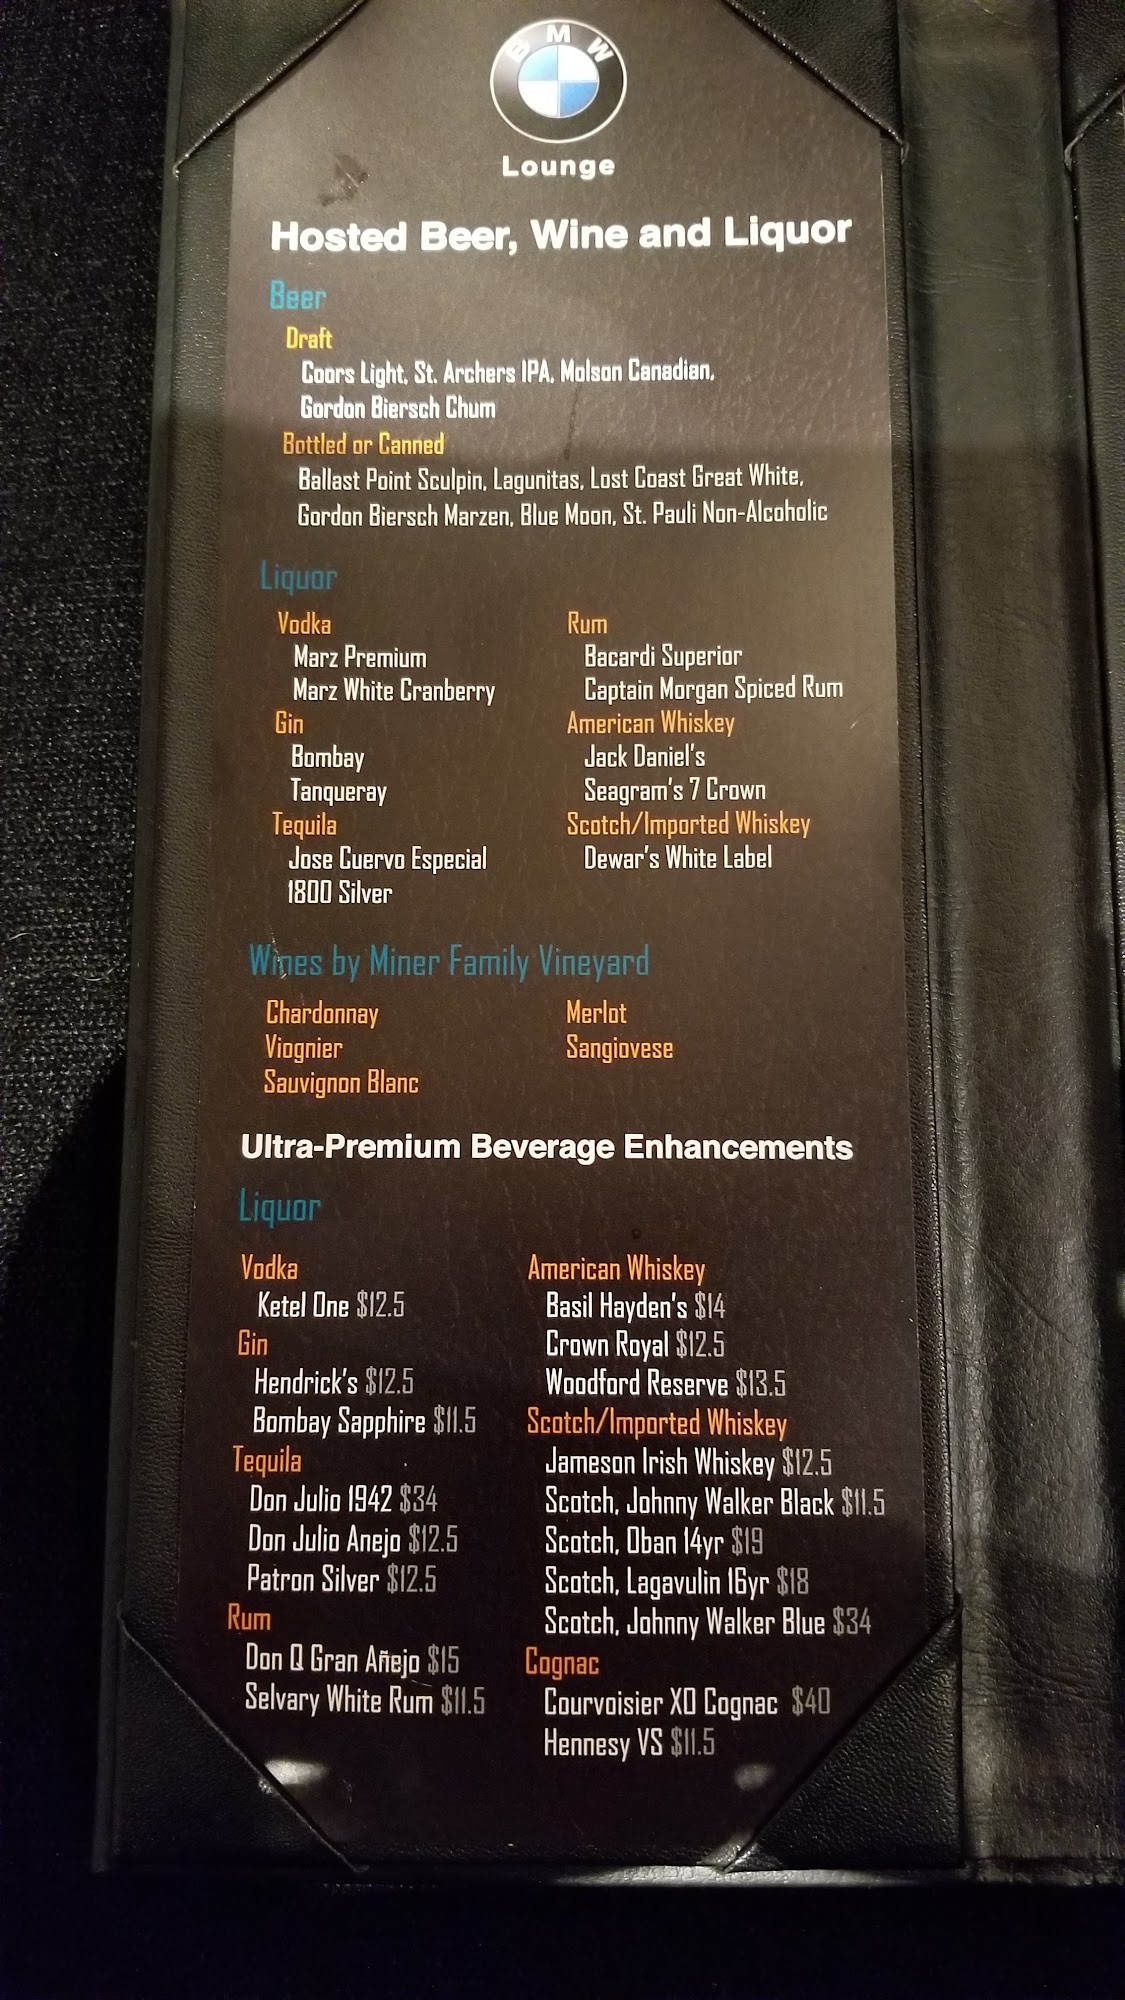 BMW
Lounge
Hosted Beer, Wine and Liquor
Beer
Draft
Coors Light, St. Archers IPA, Molson Canadian,
Gordon Biersch Chum
Bottled or Canned
Ballast Point Sculpin, Lagunitas, Lost Coast Great White,
Gordon Biersch Marzen, Blue Moon, St. Pauli Non-Alcoholic
Liquor
Vodka
Marz Premium
Marz White Cranberry
Gin
Bombay
Tanqueray
Tequila
Jose Cuervo Especial
1800 Silver
Rum
Bacardi Superior
Captain Morgan Spiced Rum
American Whiskey
Jack Daniel's
Seagram's 7 Crown
Scotch/Imported Whiskey
Dewar's White Label
Wines by Miner Family Vineyard
Chardonnay
Viognier
Sauvignon Blanc
Merlot
Sangiovese
Ultra-Premium Beverage Enhancements
Liquor
Vodka
Ketel One $12.5
Gin
Hendrick's $12.5
Bombay Sapphire $11.5
Tequila
Don Julio 1942 $34
Don Julio Anejo $12.5
Patron Silver $12.5
Rum
Don Q Gran Añejo $15
Selvary White Rum $11.5
American Whiskey
Basil Hayden's $14
Crown Royal $12.5
Woodford Reserve $13.5
Scotch/Imported Whiskey
Jameson Irish Whiskey $12.5
Scotch, Johnny Walker Black $11.5
Scotch, Oban 14yr $19
Scotch, Lagavulin 16yr $18
Scotch, Johnny Walker Blue $34
Cognac
Courvoisier XO Cognac $40
Hennesy VS $11.5